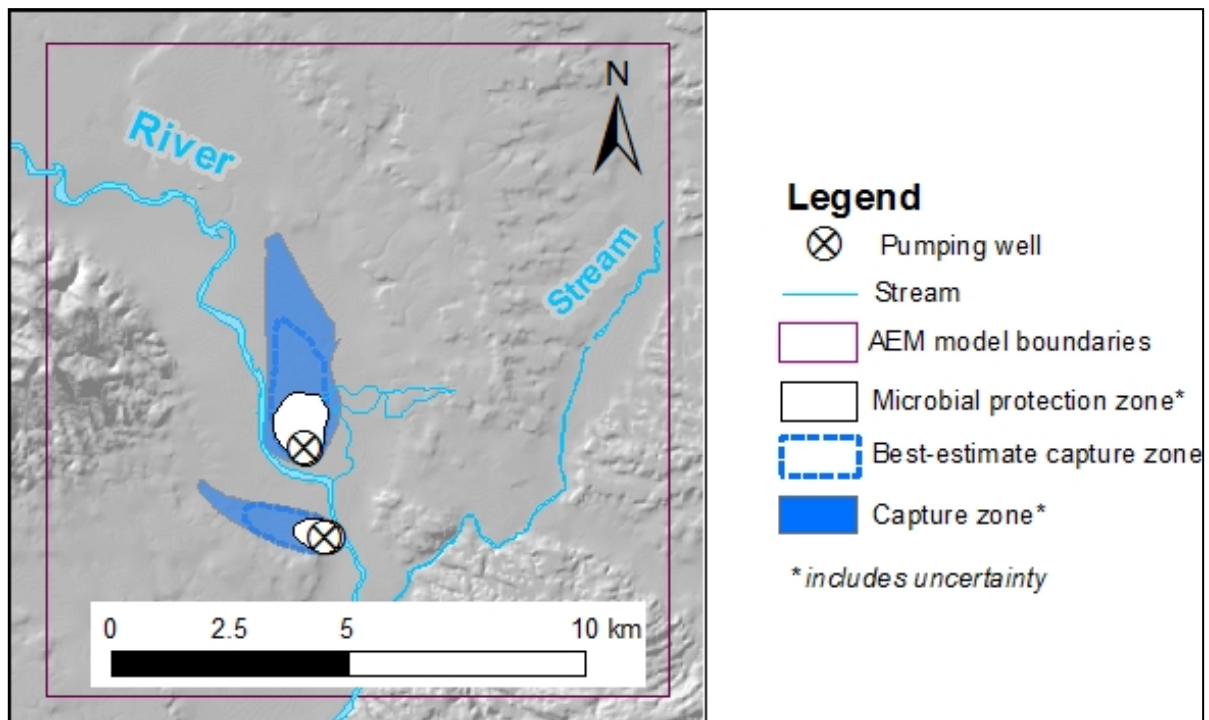 River
N
Stream
0 2.5 5 10 km
Legend
Pumping well
Stream
AEM model boundaries
Microbial protection zone*
Best-estimate capture zone
Capture zone*
*includes uncertainty